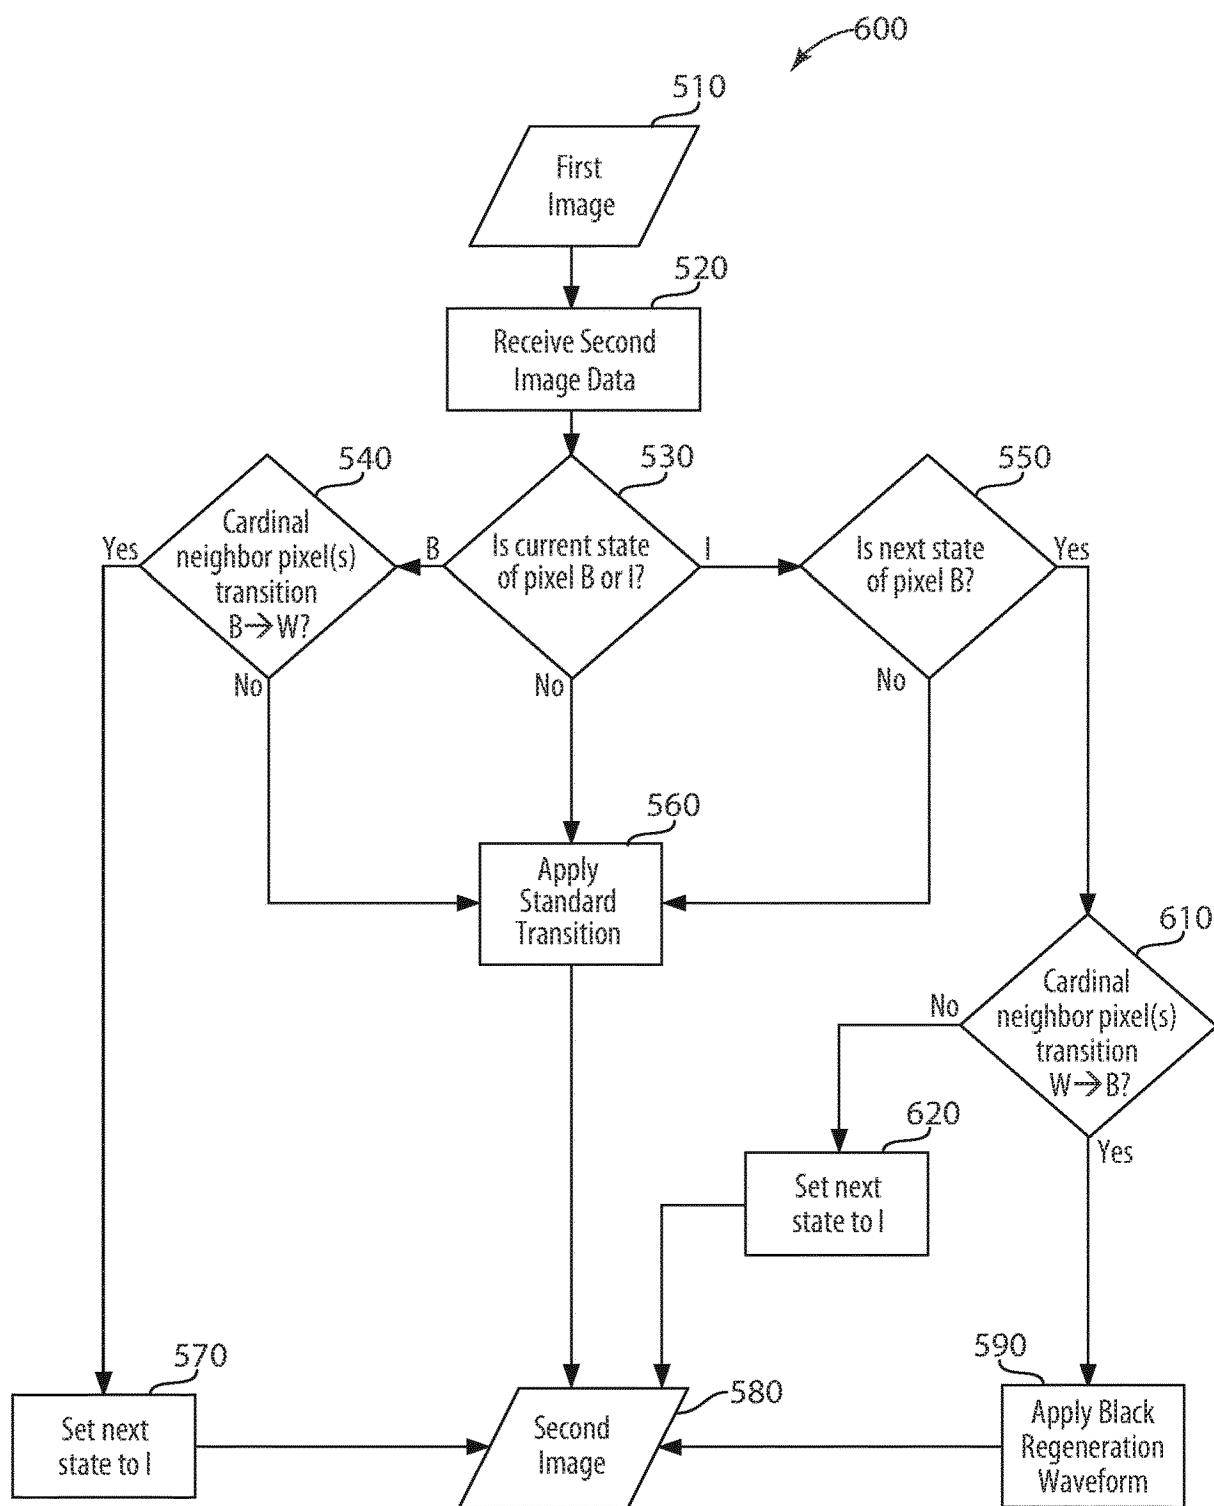 600
510
First
Image
520
Receive Second
Image Data
540
530
550
Cardinal
neighbor pixel(s)
transition
B→W?
Yes
No
B
Is current state
of pixel B or I?
I
No
Is next state
of pixel B?
Yes
No
560
Apply
Standard
Transition
610
Cardinal
neighbor pixel(s)
transition
W→B?
No
Yes
620
Set next
state to I
570
Set next
state to I
580
Second
Image
590
Apply Black
Regeneration
Waveform